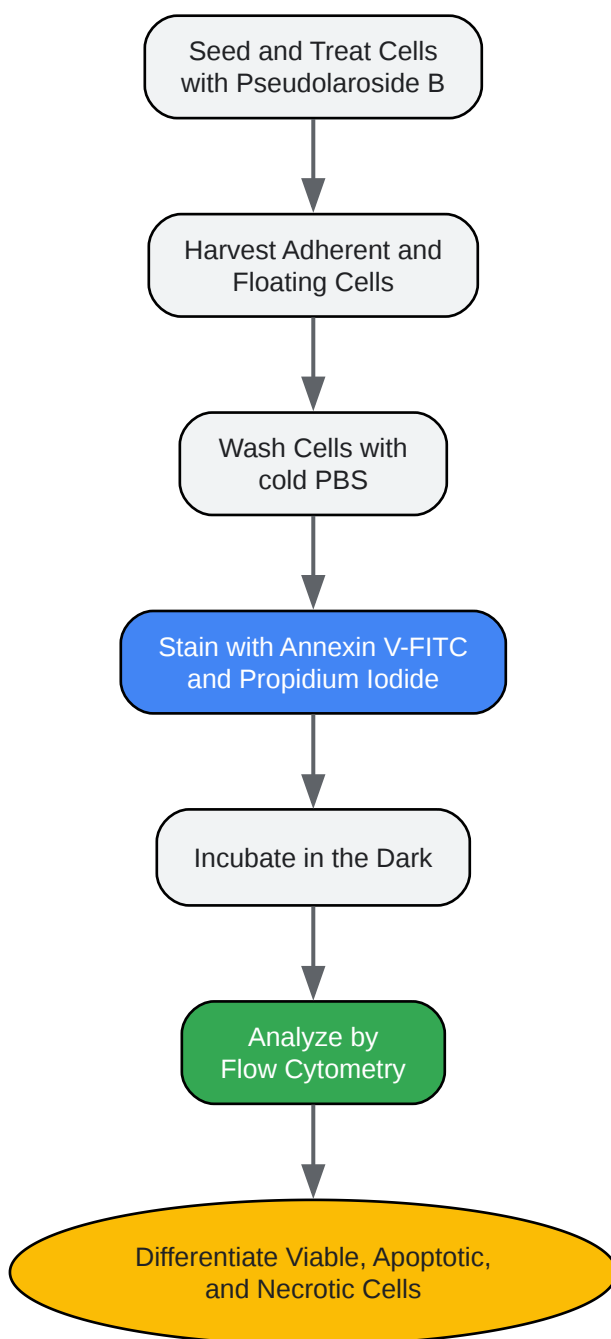 Seed and Treat Cells
with Pseudolaroside B
Harvest Adherent and
Floating Cells
Wash Cells with
cold PBS
Stain with Annexin V-FITC
and Propidium Iodide
Incubate in the Dark
Analyze by
Flow Cytometry
Differentiate Viable, Apoptotic,
and Necrotic Cells